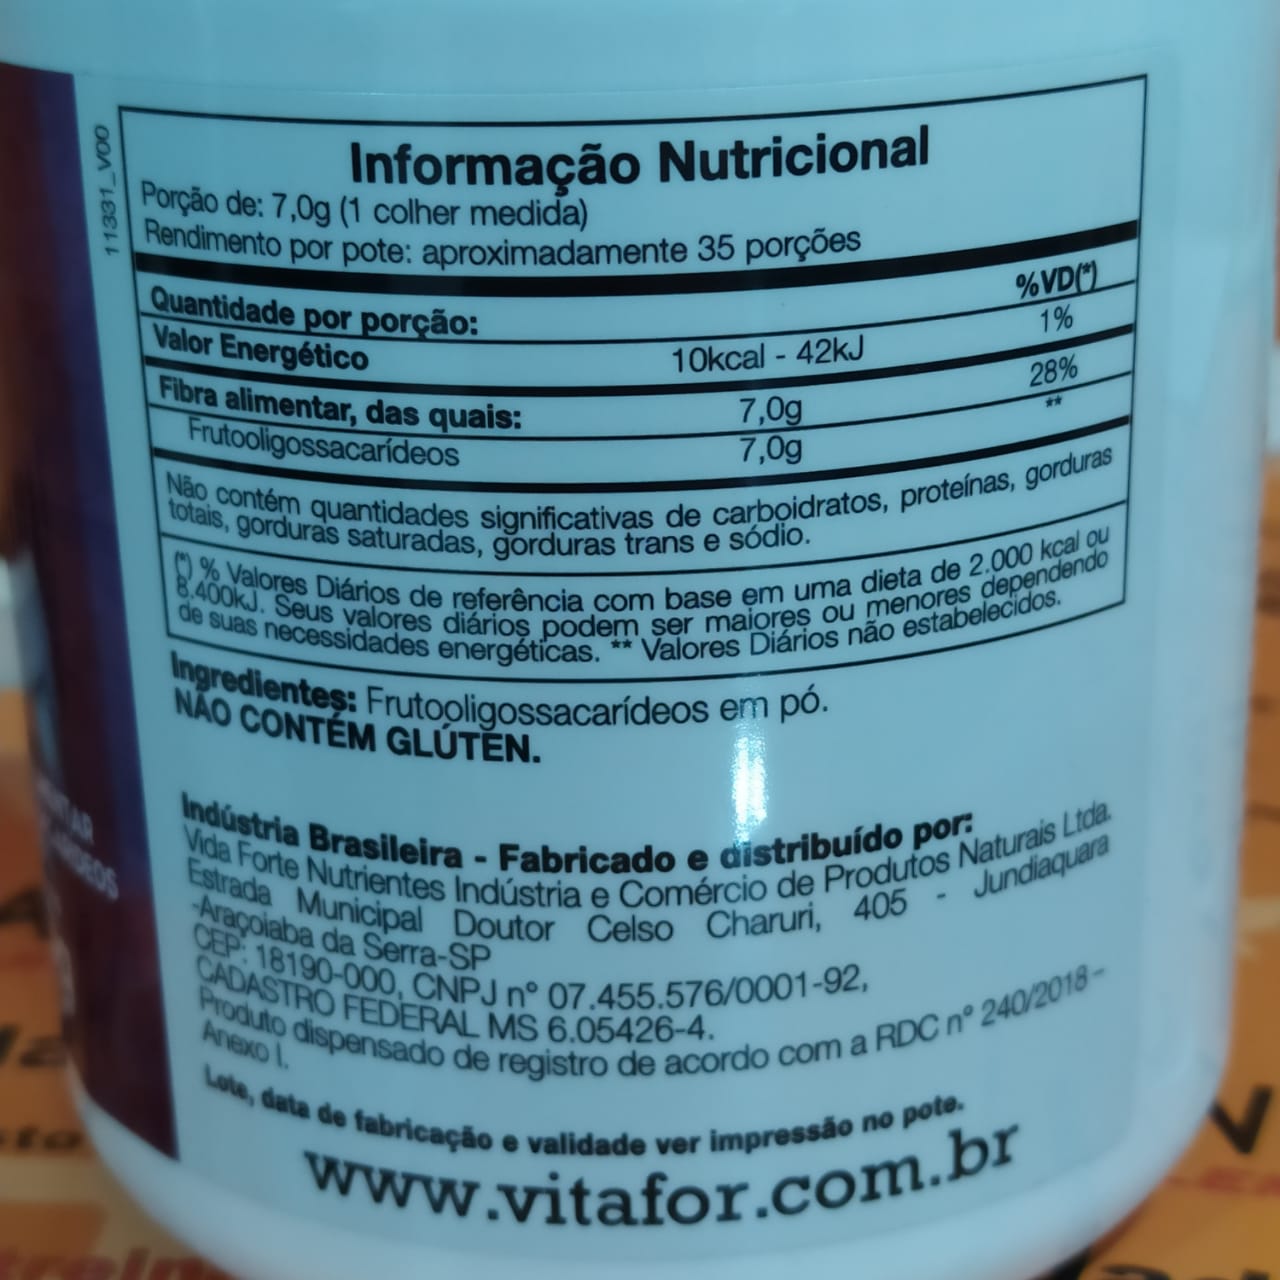 11331_V00
Informação Nutricional
Porção de: 7,0g (1 colher medida)
Rendimento por pote: aproximadamente 35 porções
%VD(*)
Quantidade por porção:
Valor Energético 10kcal - 42kJ 1%
Fibra alimentar, das quais: 7,0g 28%
Frutooligossacarídeos 7,0g **
Não contém quantidades significativas de carboidratos, proteínas, gorduras
totais, gorduras saturadas, gorduras trans e sódio.
(*) % Valores Diários de referência com base em uma dieta de 2.000 kcal ou
8.400kJ. Seus valores diários podem ser maiores ou menores dependendo
de suas necessidades energéticas. ** Valores Diários não estabelecidos.
Ingredientes: Frutooligossacarídeos em pó.
NÃO CONTÉM GLÚTEN.
Indústria Brasileira - Fabricado e distribuído por:
Vida Forte Nutrientes Indústria e Comércio de Produtos Naturais Ltda.
Estrada Municipal Doutor Celso Charuri, 405 - Jundiaquara
-Araçoiaba da Serra-SP
CEP: 18190-000, CNPJ nº 07.455.576/0001-92,
CADASTRO FEDERAL MS 6.05426-4.
Produto dispensado de registro de acordo com a RDC nº 240/2018 -
Anexo I.
Lote, data de fabricação e validade ver impressão no pote.
www.vitafor.com.br